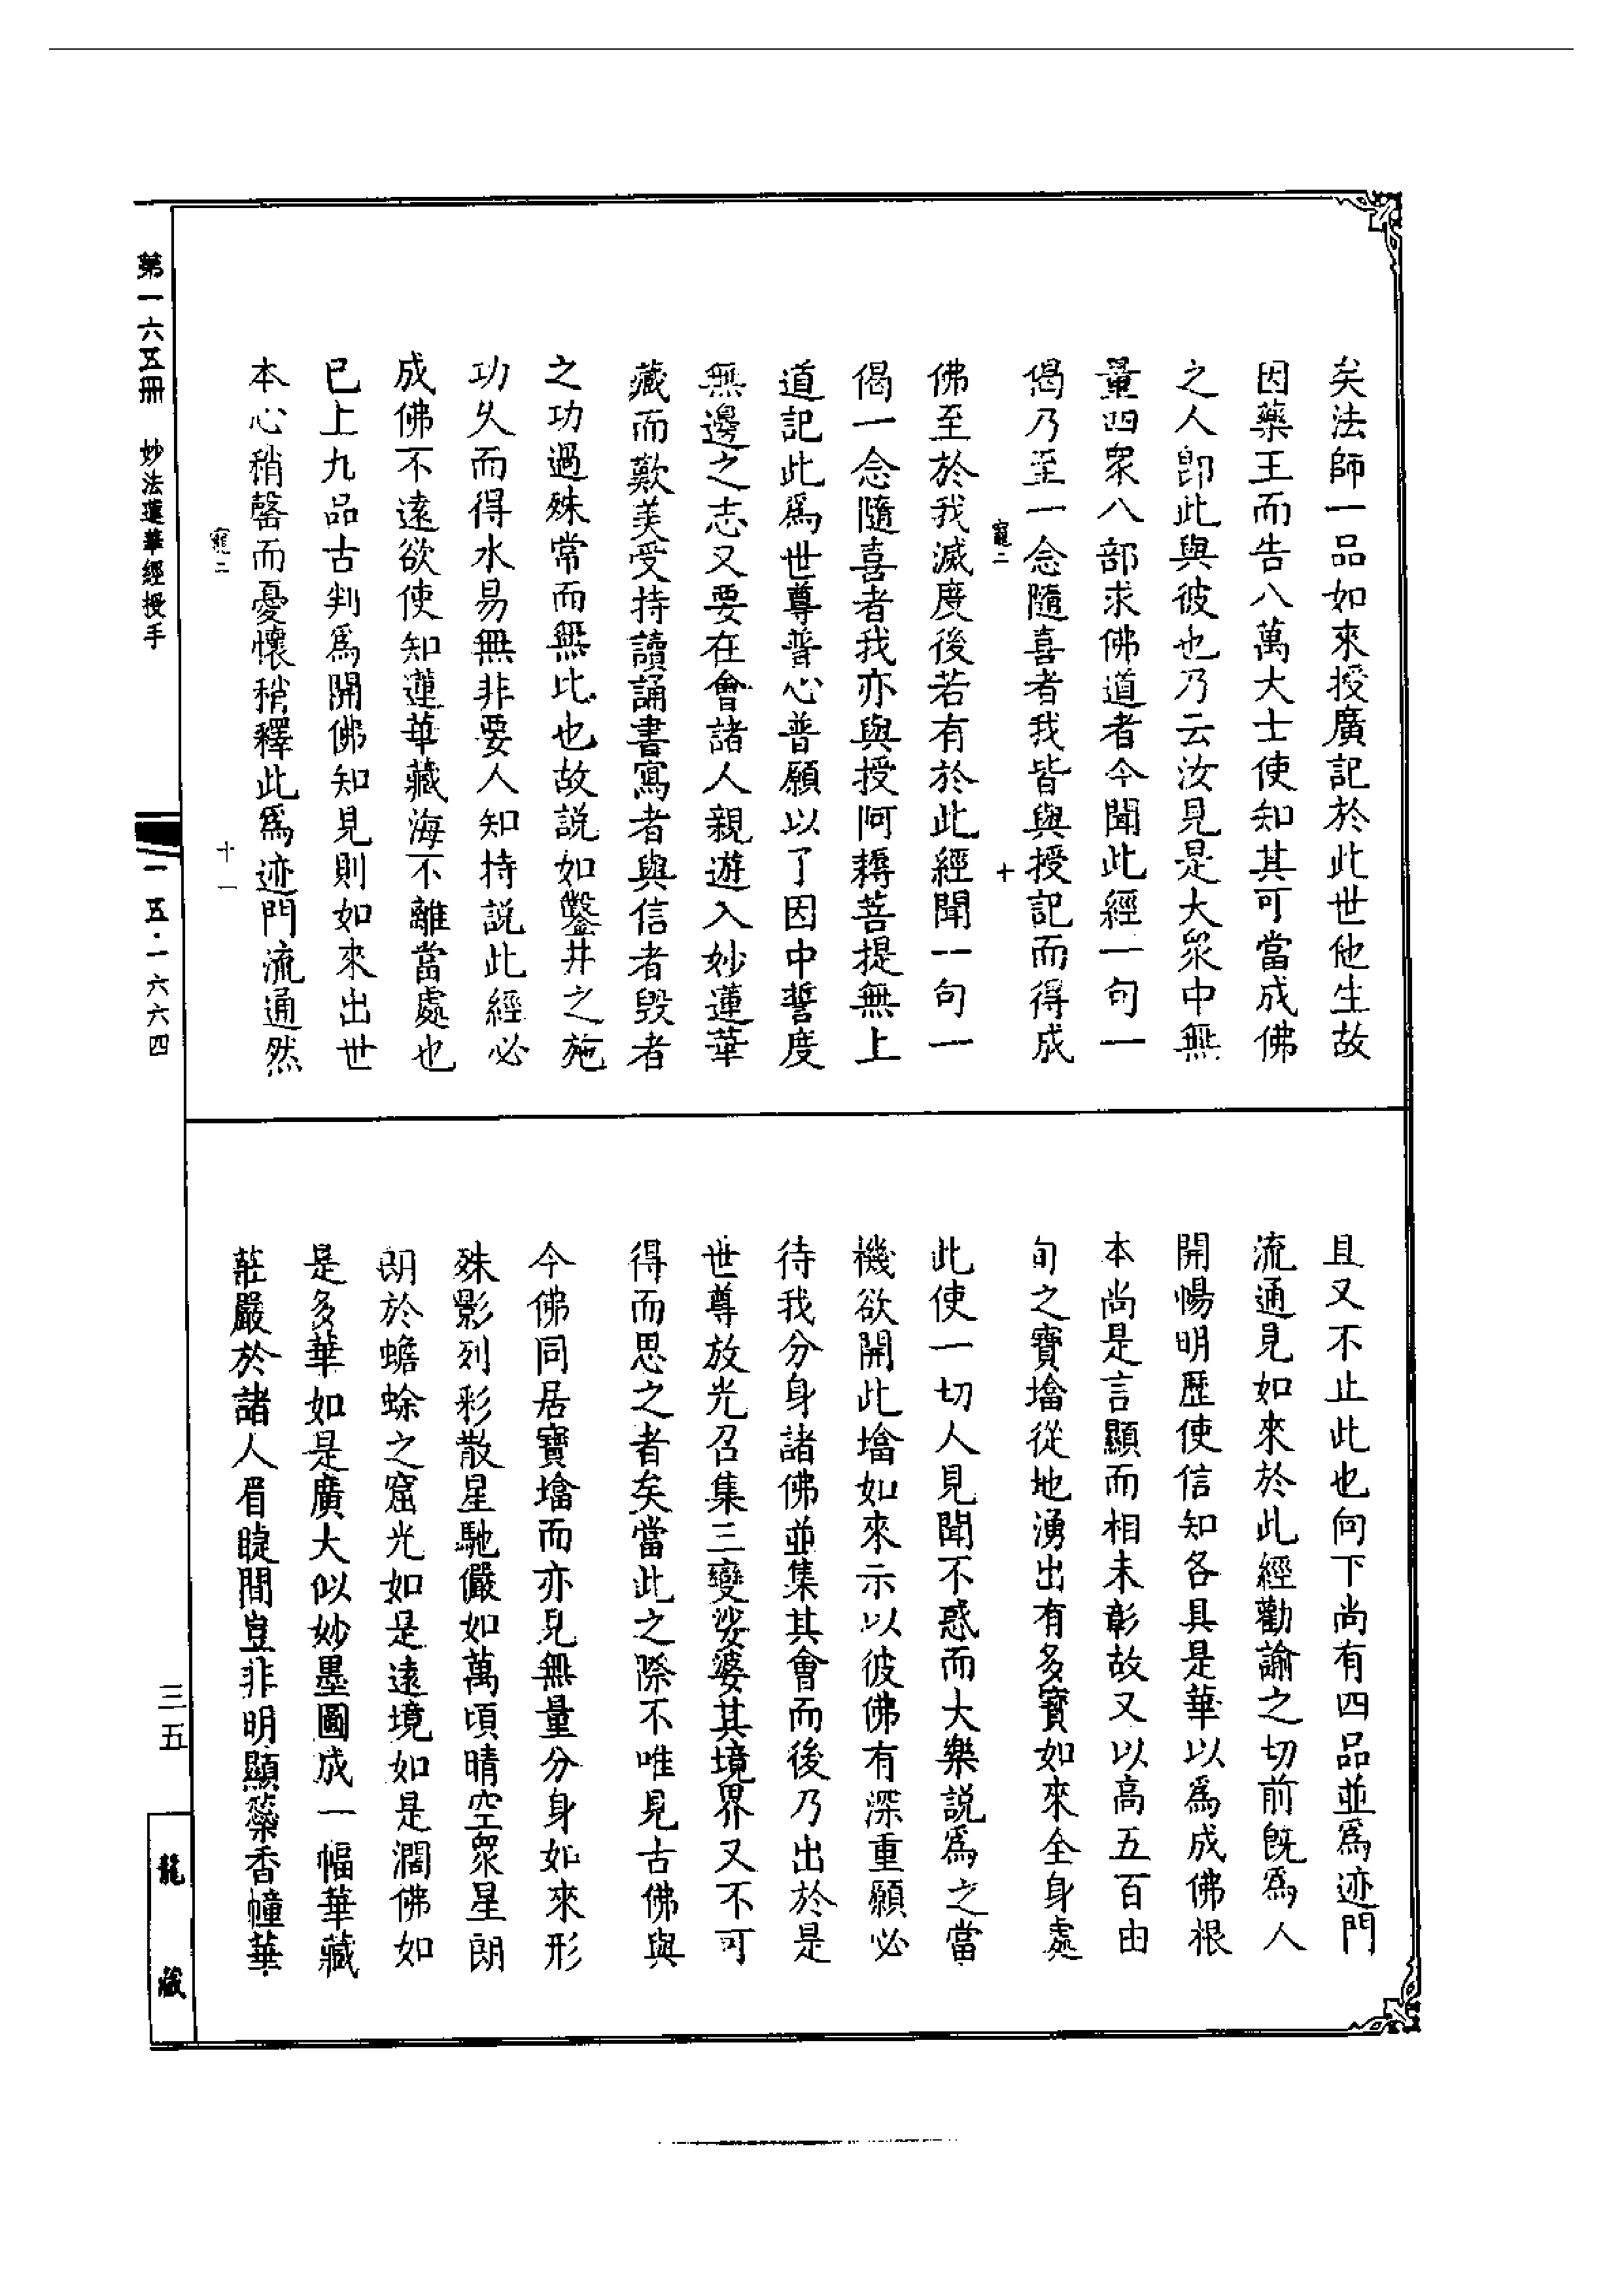 矣法師一品如來授廣記於此世他生故
因藥王而告八萬大士使知其可當成佛
之人卽此與彼也乃云汝見是大衆中無
量四衆八部求佛道者今聞此經一句一
偈乃至一念隨喜者我皆與授記而得成
寵二
十
佛至於我滅度後若有於此經聞一句一
偈一念隨喜者我亦與授阿耨菩提無上
道記此爲世尊普心普願以了因中誓度
無邊之志又要在會諸人親遊入妙蓮華
藏而歎美受持讀誦書寫者與信者毀者
之功過殊常而無比也故説如鑿井之施
功乆而得水易無非要人知持説此經必
成佛不遠欲使知蓮華藏海不離當處也
已上九品古判爲開佛知見則如來出世
本心稍罄而憂懷稍釋此爲迹門流通然
寵二
十一
且又不止此也向下尚有四品並爲迹門
流通見如來於此經勸諭之切前旣爲人
開暢明歷使信知各具是華以爲成佛根
本尚是言顯而相未彰故又以高五百由
旬之寶墖從地湧出有多寶如來全身處
此使一切人見聞不惑而大樂説爲之當
機欲開此墖如來示以彼佛有深重願必
待我分身諸佛並集其會而後乃出於是
世尊放光召集三變娑婆其境界又不可
得而思之者矣當此之際不唯見古佛與
今佛同居寶墖而亦見無量分身如來形
殊影列彩散星馳儼如萬頃晴空衆星朗
朗於蟾蜍之窟光如是遠境如是濶佛如
是多華如是廣大似妙墨圖成一幅華藏
莊嚴於諸人眉睫間豈非明顯藥香幢華
第一六五冊　妙法蓮華經授手
一五·一六六四
三五
龍藏